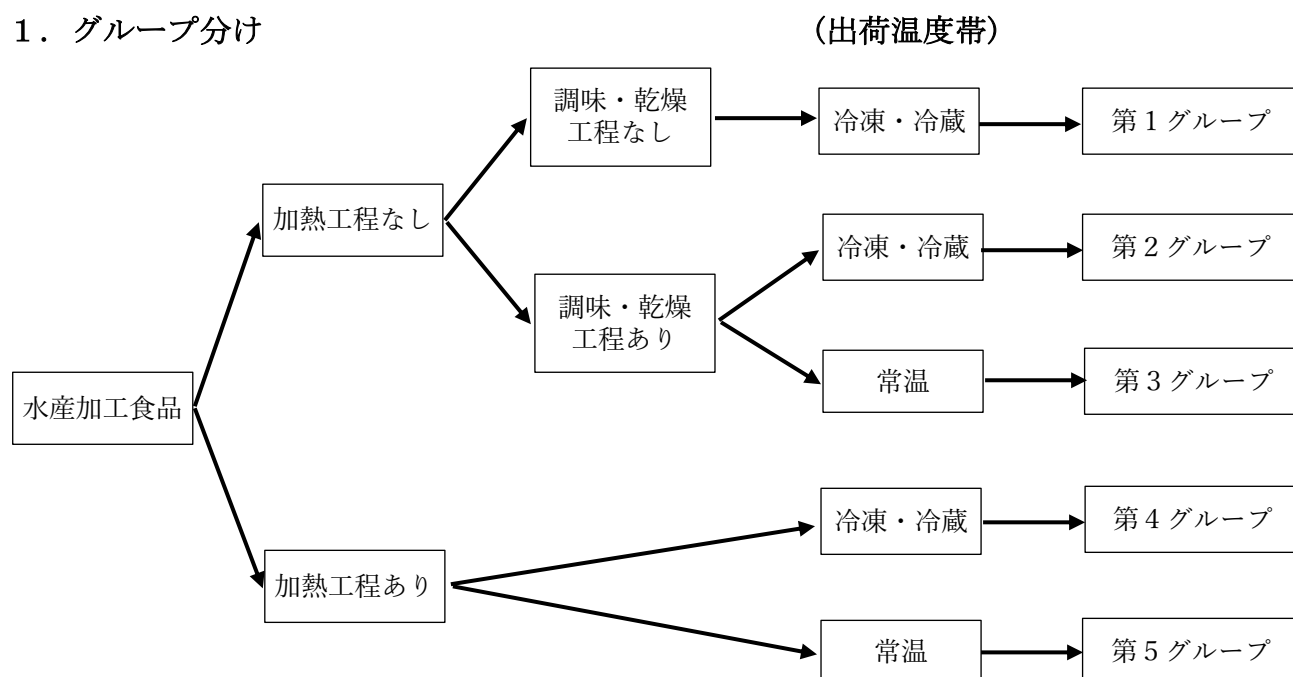 1．グループ分け
（出荷温度帯）
調味・乾燥
工程なし
冷凍・冷蔵
第１グループ
加熱工程なし
冷凍・冷蔵
第２グループ
調味・乾燥
工程あり
常温
第３グループ
水産加工食品
冷凍・冷蔵
第４グループ
加熱工程あり
常温
第５グループ